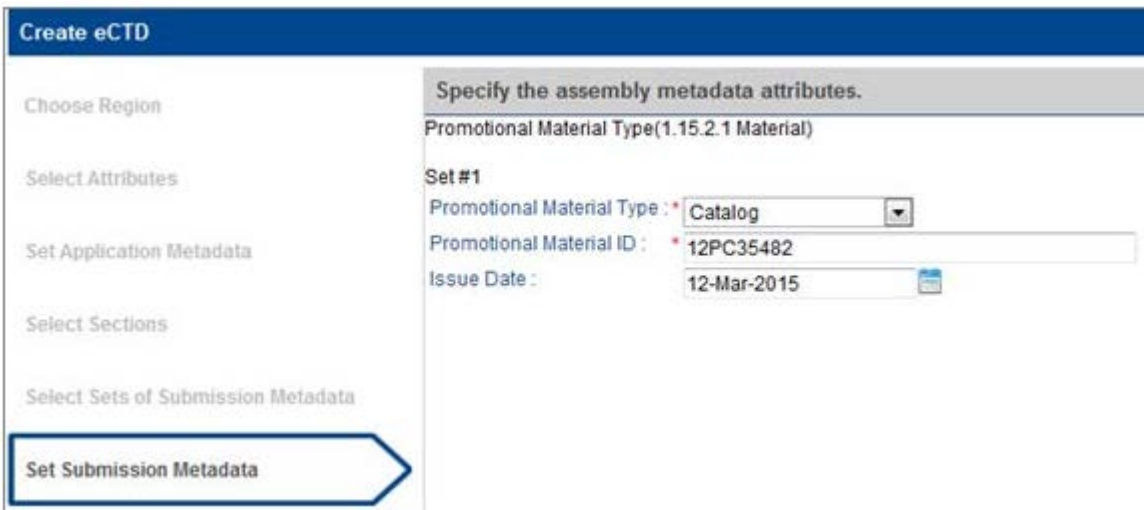 Create eCTD
Choose Region
Select Attributes
Set Application Metadata
Select Sections
Select Sets of Submission Metadata
Set Submission Metadata
Specify the assembly metadata attributes.
Promotional Material Type(1.15.2.1 Material)
Set #1
Promotional Material Type : * Catalog
Promotional Material ID : * 12PC35482
Issue Date : 12-Mar-2015